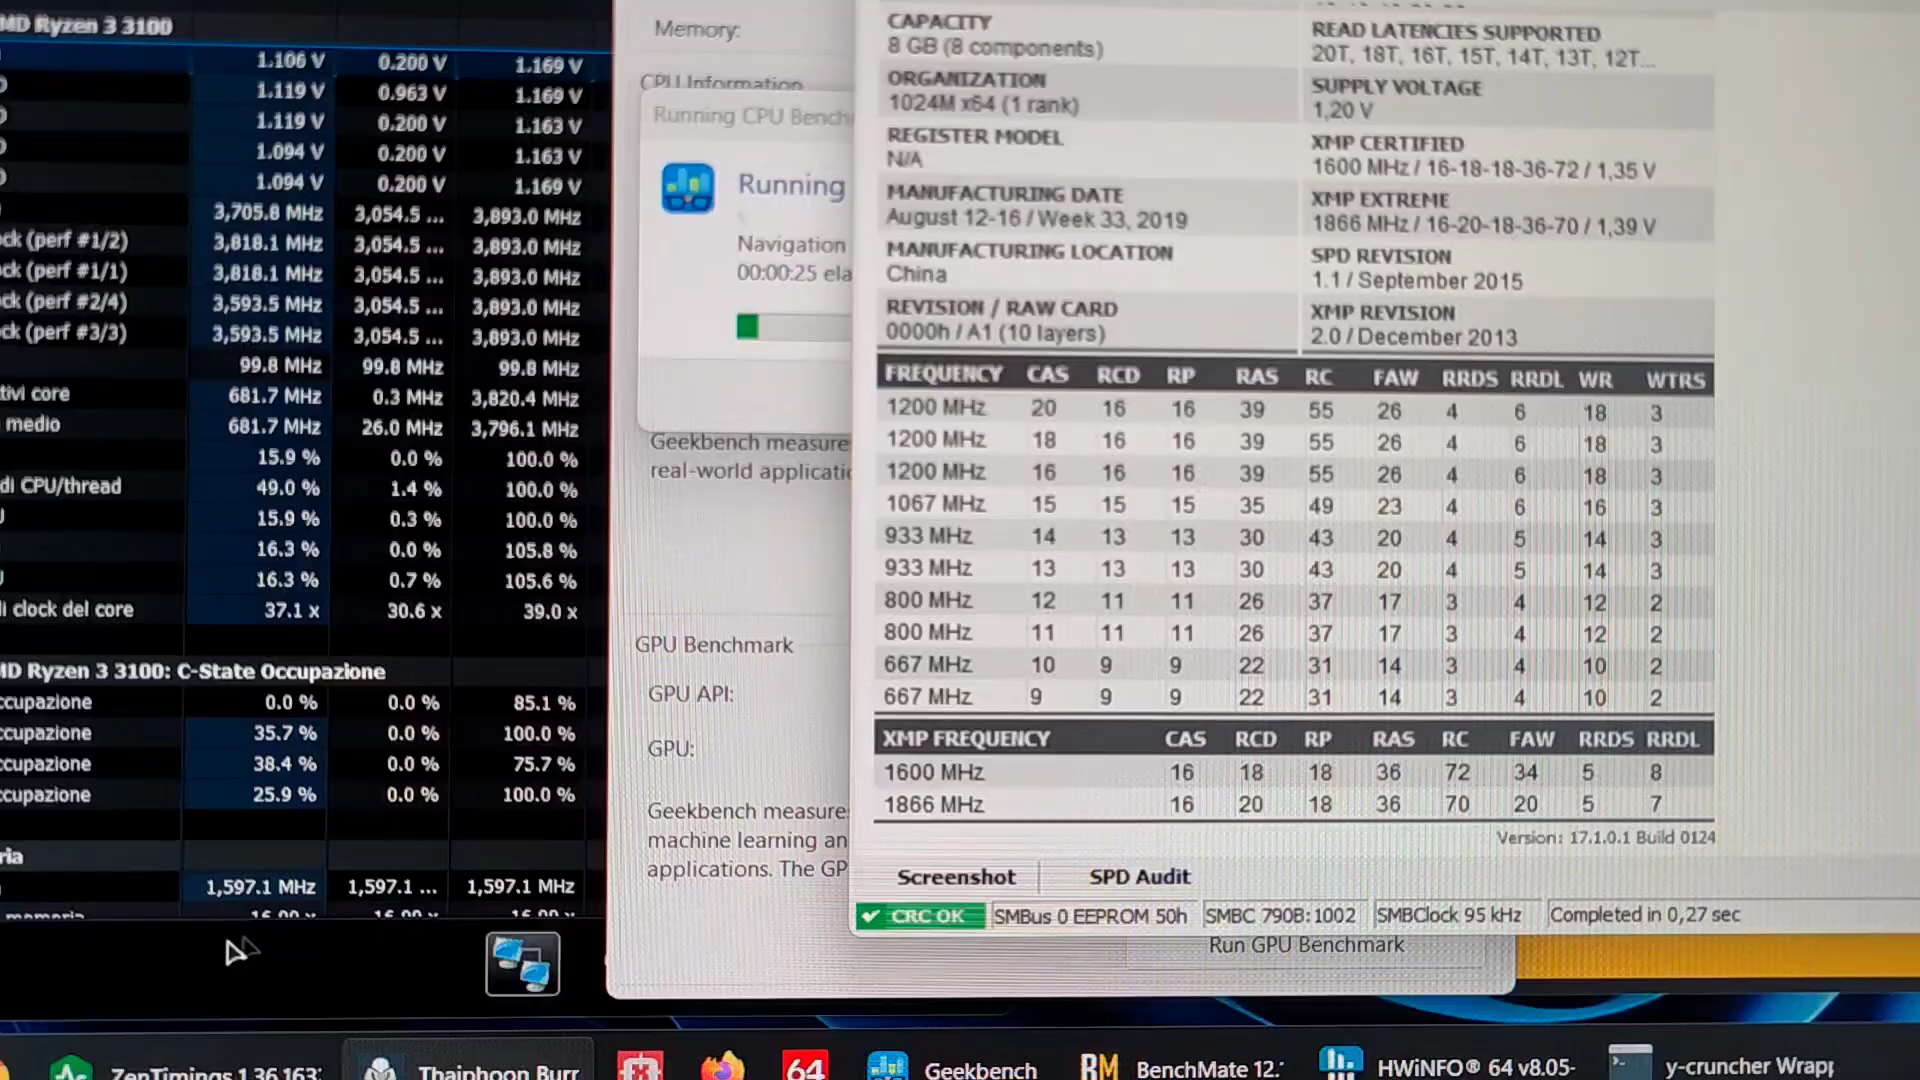 MD Ryzen 3 3100
1.106 V 0.200 V 1.169 V
1.119 V 0.963 V 1.169 V
1.119 V 0.200 V 1.163 V
1.094 V 0.200 V 1.163 V
1.094 V 0.200 V 1.169 V
3,705.8 MHz 3,054.5 ... 3,893.0 MHz
ck (perf #1/2) 3,818.1 MHz 3,054.5 ... 3,893.0 MHz
ck (perf #1/1) 3,818.1 MHz 3,054.5 ... 3,893.0 MHz
ck (perf #2/4) 3,593.5 MHz 3,054.5 ... 3,893.0 MHz
ck (perf #3/3) 3,593.5 MHz 3,054.5 ... 3,893.0 MHz
99.8 MHz 99.8 MHz 99.8 MHz
tivi core 681.7 MHz 0.3 MHz 3,820.4 MHz
medio 681.7 MHz 26.0 MHz 3,796.1 MHz
15.9 % 0.0 % 100.0 %
di CPU/thread 49.0 % 1.4 % 100.0 %
15.9 % 0.3 % 100.0 %
16.3 % 0.0 % 105.8 %
16.3 % 0.7 % 105.6 %
li clock del core 37.1 x 30.6 x 39.0 x
MD Ryzen 3 3100: C-State Occupazione
ccupazione 0.0 % 0.0 % 85.1 %
ccupazione 35.7 % 0.0 % 100.0 %
ccupazione 38.4 % 0.0 % 75.7 %
ccupazione 25.9 % 0.0 % 100.0 %
ria
1,597.1 MHz 1,597.1 ... 1,597.1 MHz
memoria 16.00 x 16.00 x 16.00 x
Memory:
CPU Information
Running CPU Bench
Running
Navigation
00:00:25 ela
Geekbench measure
real-world applicatio
GPU Benchmark
GPU API:
GPU:
Geekbench measure
machine learning an
applications. The GP
Run GPU Benchmark
CAPACITY
8 GB (8 components)
ORGANIZATION
1024M x64 (1 rank)
REGISTER MODEL
N/A
MANUFACTURING DATE
August 12-16 / Week 33, 2019
MANUFACTURING LOCATION
China
REVISION / RAW CARD
0000h / A1 (10 layers)
READ LATENCIES SUPPORTED
20T, 18T, 16T, 15T, 14T, 13T, 12T...
SUPPLY VOLTAGE
1,20 V
XMP CERTIFIED
1600 MHz / 16-18-18-36-72 / 1,35 V
XMP EXTREME
1866 MHz / 16-20-18-36-70 / 1,39 V
SPD REVISION
1.1 / September 2015
XMP REVISION
2.0 / December 2013
FREQUENCY CAS RCD RP RAS RC FAW RRDS RRDL WR WTRS
1200 MHz 20 16 16 39 55 26 4 6 18 3
1200 MHz 18 16 16 39 55 26 4 6 18 3
1200 MHz 16 16 16 39 55 26 4 6 18 3
1067 MHz 15 15 15 35 49 23 4 6 16 3
933 MHz 14 13 13 30 43 20 4 5 14 3
933 MHz 13 13 13 30 43 20 4 5 14 3
800 MHz 12 11 11 26 37 17 3 4 12 2
800 MHz 11 11 11 26 37 17 3 4 12 2
667 MHz 10 9 9 22 31 14 3 4 10 2
667 MHz 9 9 9 22 31 14 3 4 10 2
XMP FREQUENCY CAS RCD RP RAS RC FAW RRDS RRDL
1600 MHz 16 18 18 36 72 34 5 8
1866 MHz 16 20 18 36 70 20 5 7
Version: 17.1.0.1 Build 0124
Screenshot SPD Audit
CRC OK SMBus 0 EEPROM 50h SMBC 790B:1002 SMBClock 95 kHz Completed in 0,27 sec
ZenTimings 1.36.163: Thaiphoon Burr 64 Geekbench BM BenchMate 12. HWiNFO® 64 v8.05- y-cruncher Wrapp